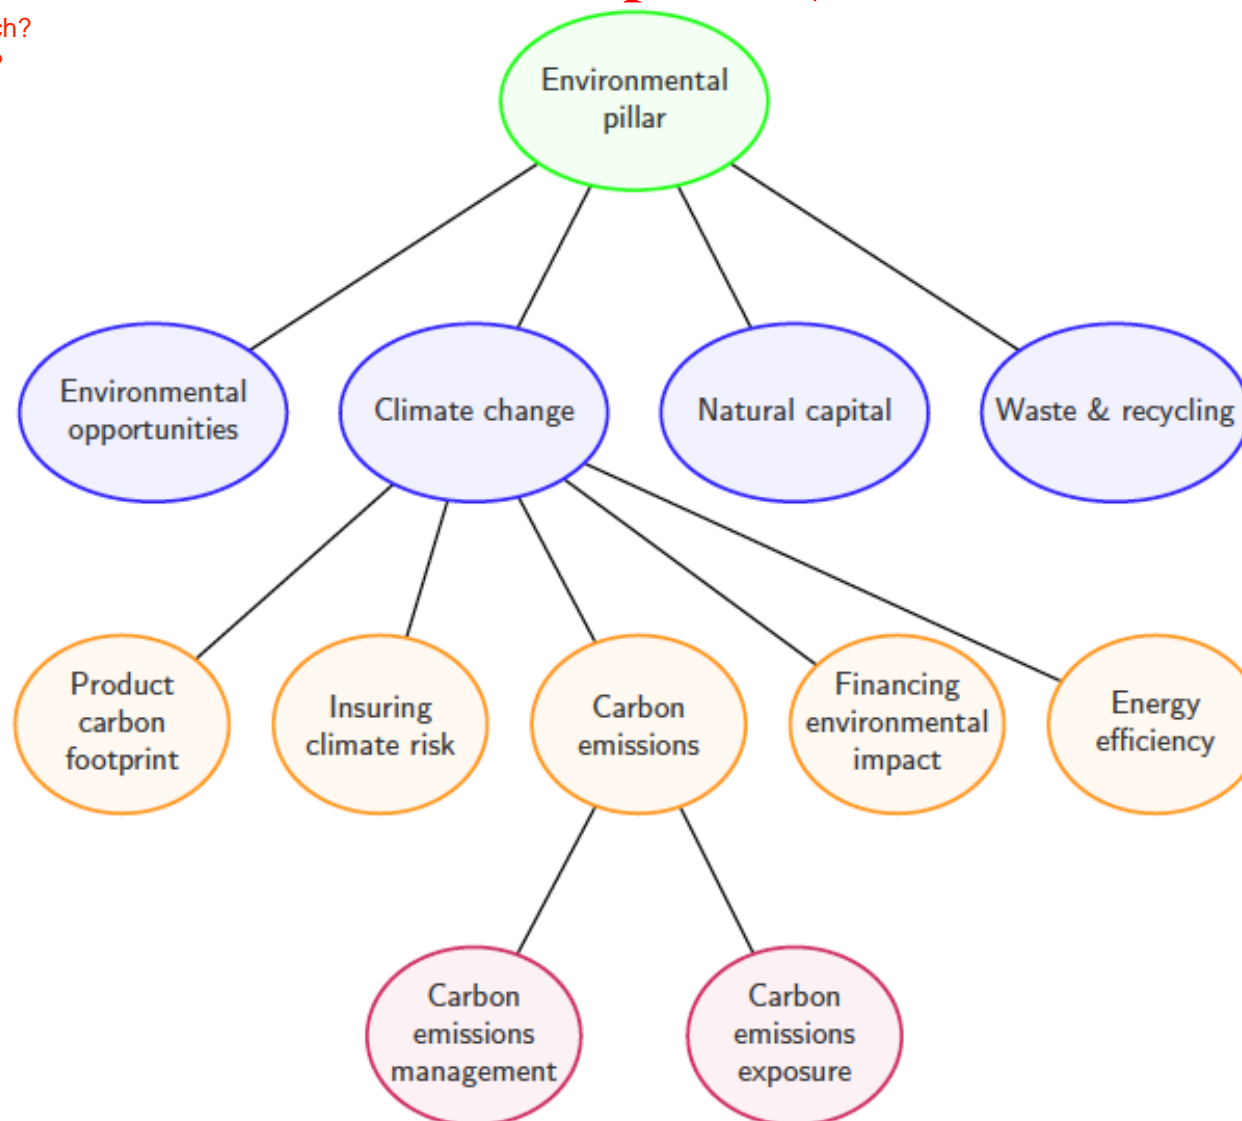 Environmental
pillar
Environmental
opportunities
Climate change
Natural capital
Waste & recycling
Product
carbon
footprint
Insuring
climate risk
Carbon
emissions
Financing
environmental
impact
Energy
efficiency
Carbon
emissions
management
Carbon
emissions
exposure